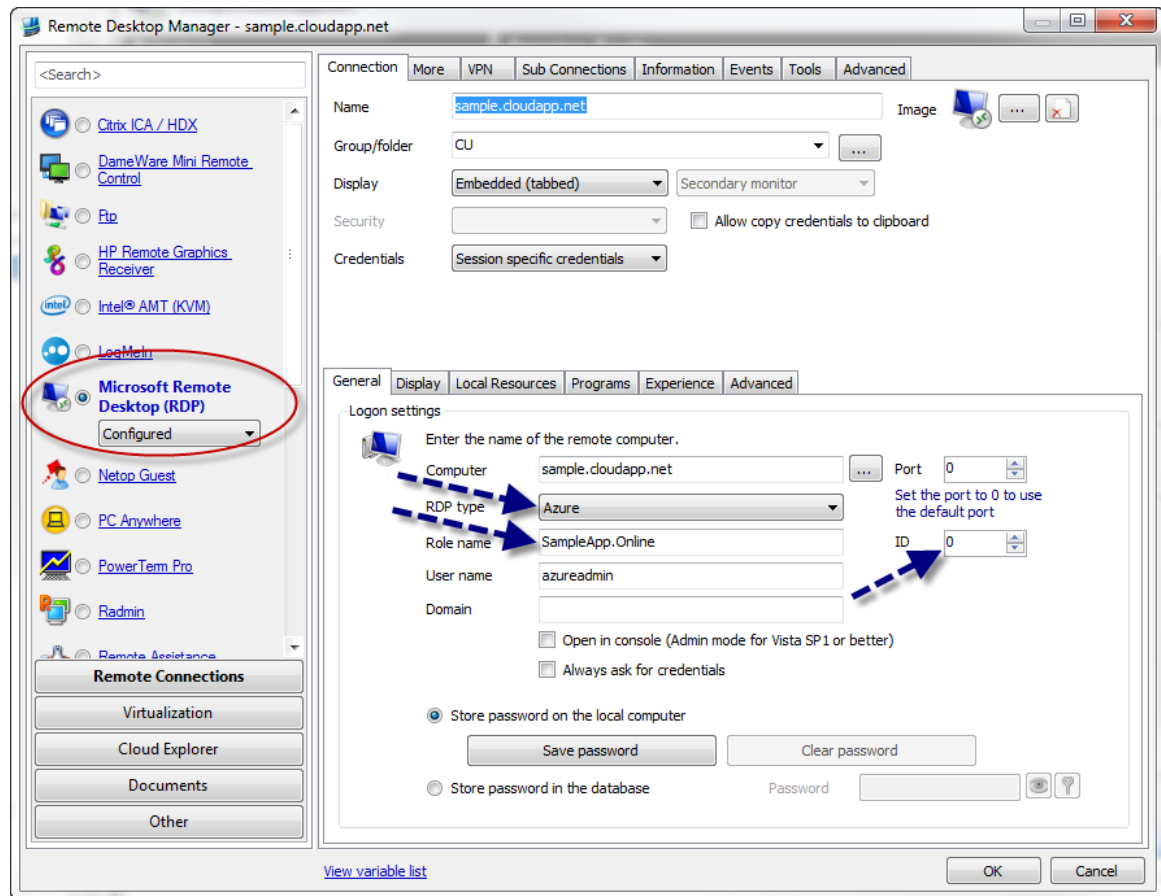 Remote Desktop Manager - sample.cloudapp.net
<Search>
Citrix ICA / HDX
DameWare Mini Remote
Control
Ftp
HP Remote Graphics
Receiver
Intel® AMT (KVM)
LogMeIn
Microsoft Remote
Desktop (RDP)
Configured
Netop Guest
PC Anywhere
PowerTerm Pro
Radmin
Remote Assistance
Remote Connections
Virtualization
Cloud Explorer
Documents
Other
Connection More VPN Sub Connections Information Events Tools Advanced
Name sample.cloudapp.net Image ...
Group/folder CU ...
Display Embedded (tabbed) Secondary monitor
Security Allow copy credentials to clipboard
Credentials Session specific credentials
General Display Local Resources Programs Experience Advanced
Logon settings
Enter the name of the remote computer.
Computer sample.cloudapp.net ... Port 0
Set the port to 0 to use
the default port
RDP type Azure
Role name SampleApp.Online ID 0
User name azureadmin
Domain
Open in console (Admin mode for Vista SP1 or better)
Always ask for credentials
Store password on the local computer
Save password Clear password
Store password in the database Password
View variable list OK Cancel